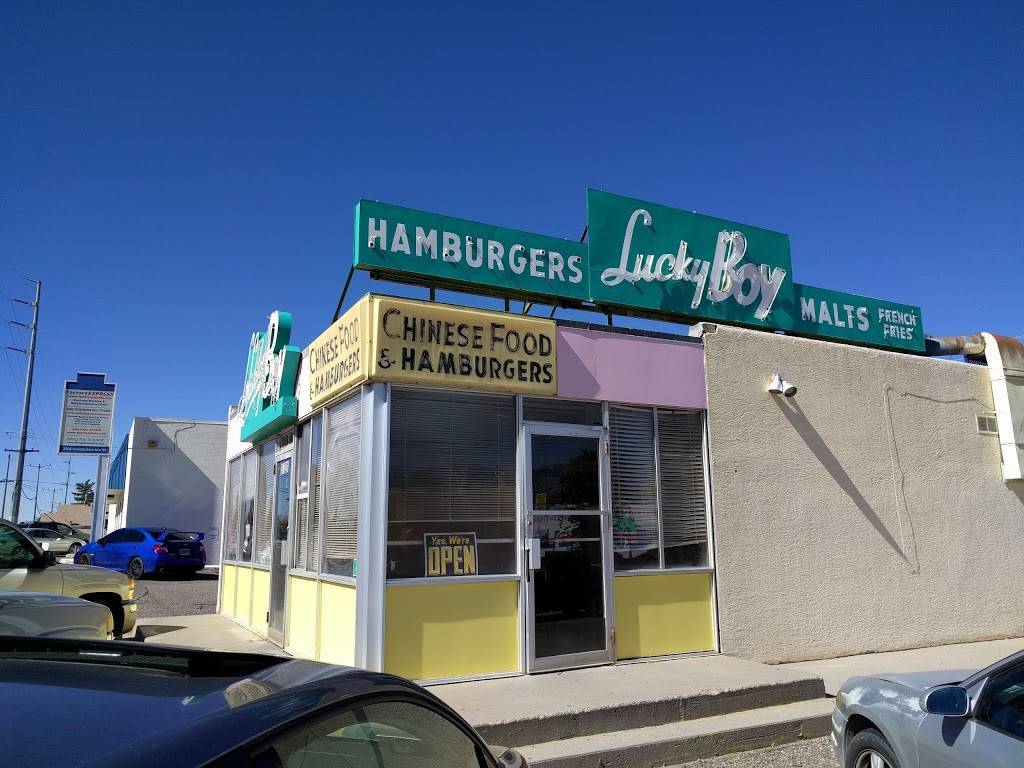 HAMBURGERS
Lucky Boy
MALTS
FRENCH
FRIES
CHINESE FOOD
& HAMBURGERS
CHINESE FOOD
& HAMBURGERS
Yes, We're
OPEN